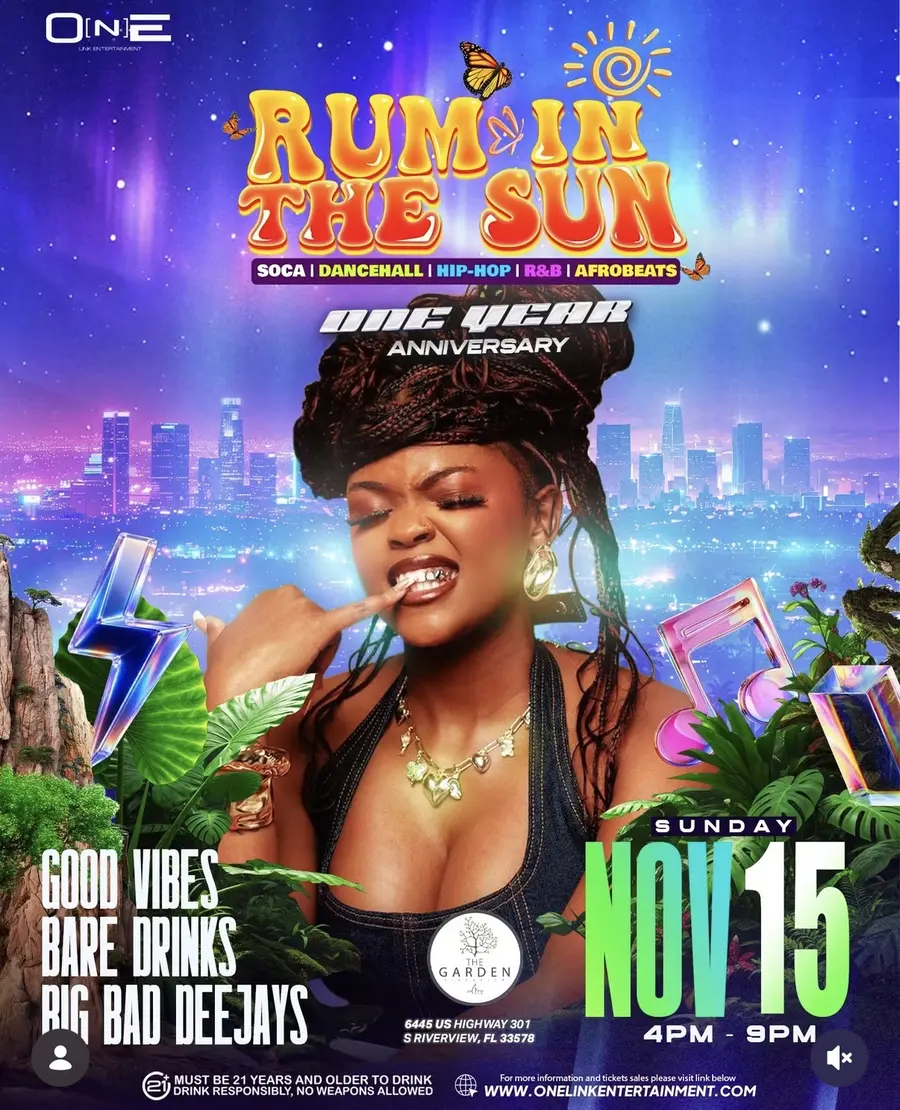 O[N]E
LINK ENTERTAINMENT
RUM IN
THE SUN
SOCA | DANCEHALL | HIP-HOP | R&B | AFROBEATS
ONE YEAR
ANNIVERSARY
GOOD VIBES
BARE DRINKS
BIG BAD DEEJAYS
THE
GARDEN
6445 US HIGHWAY 301
S RIVERVIEW, FL 33578
SUNDAY
NOV 15
4PM - 9PM
21+ MUST BE 21 YEARS AND OLDER TO DRINK
DRINK RESPONSIBLY, NO WEAPONS ALLOWED
For more information and tickets sales please visit link below
WWW.ONELINKENTERTAINMENT.COM